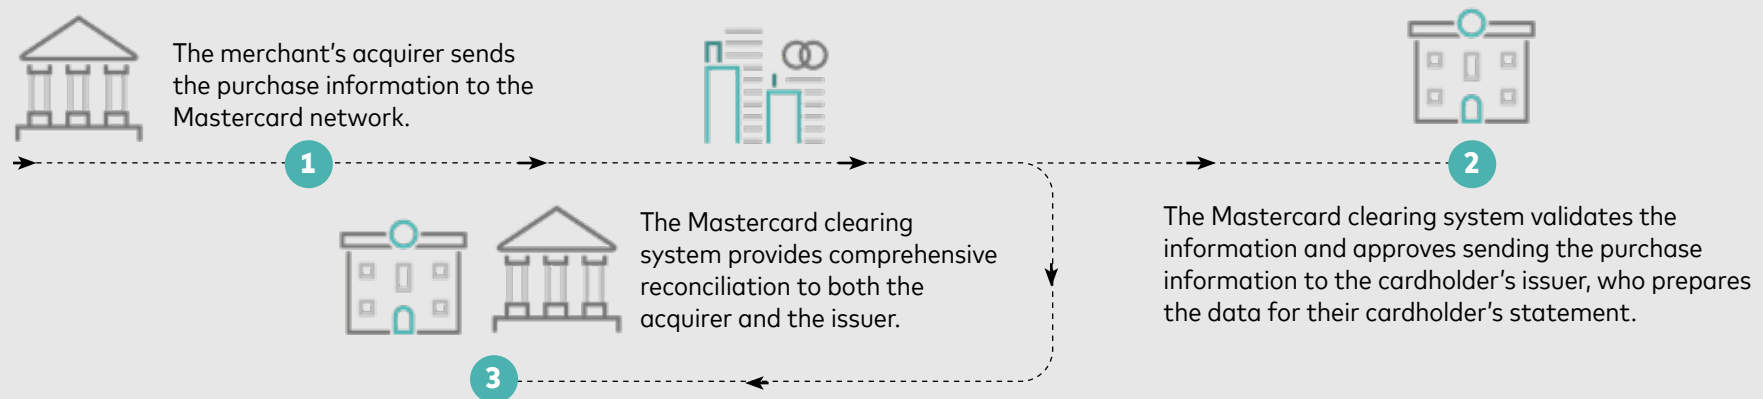 The merchant's acquirer sends
the purchase information to the
Mastercard network.
1
2
The Mastercard clearing system validates the
information and approves sending the purchase
information to the cardholder's issuer, who prepares
the data for their cardholder's statement.
The Mastercard clearing
system provides comprehensive
reconciliation to both the
acquirer and the issuer.
3